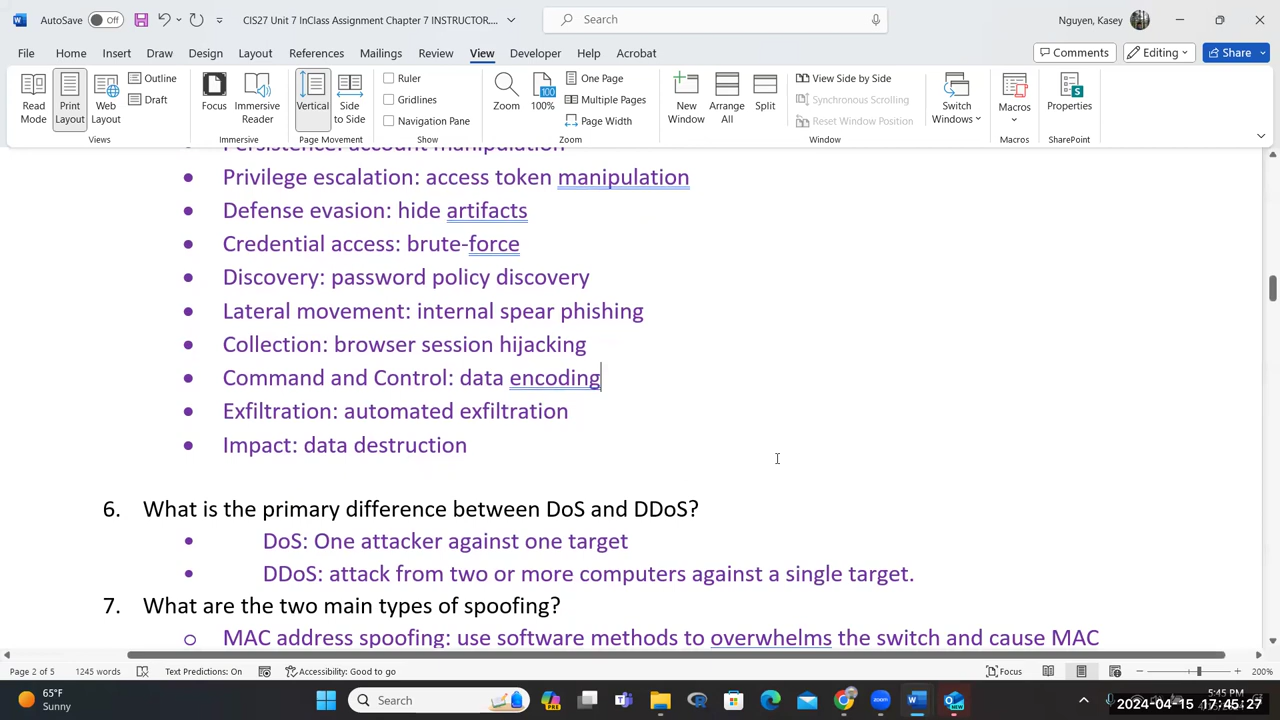 AutoSave Off CIS27 Unit 7 InClass Assignment Chapter 7 INSTRUCTOR.... Search Nguyen, Kasey
File Home Insert Draw Design Layout References Mailings Review View Developer Help Acrobat Comments Editing Share
Read Mode Print Layout Web Layout Outline Draft Focus Immersive Reader Vertical Side to Side Ruler Gridlines Navigation Pane Zoom 100% One Page Multiple Pages Page Width New Window Arrange All Split View Side by Side Synchronous Scrolling Reset Window Position Switch Windows Macros Properties
Views Immersive Page Movement Show Zoom Window Macros SharePoint
Persistence: account manipulation
• Privilege escalation: access token manipulation
• Defense evasion: hide artifacts
• Credential access: brute-force
• Discovery: password policy discovery
• Lateral movement: internal spear phishing
• Collection: browser session hijacking
• Command and Control: data encoding
• Exfiltration: automated exfiltration
• Impact: data destruction
6. What is the primary difference between DoS and DDoS?
• DoS: One attacker against one target
• DDoS: attack from two or more computers against a single target.
7. What are the two main types of spoofing?
o MAC address spoofing: use software methods to overwhelms the switch and cause MAC
Page 2 of 5 1245 words Text Predictions: On Accessibility: Good to go Focus 200%
65°F
Sunny
Search
PRE
zoom
NEW
5:45 PM
2024-04-15 17:45:27